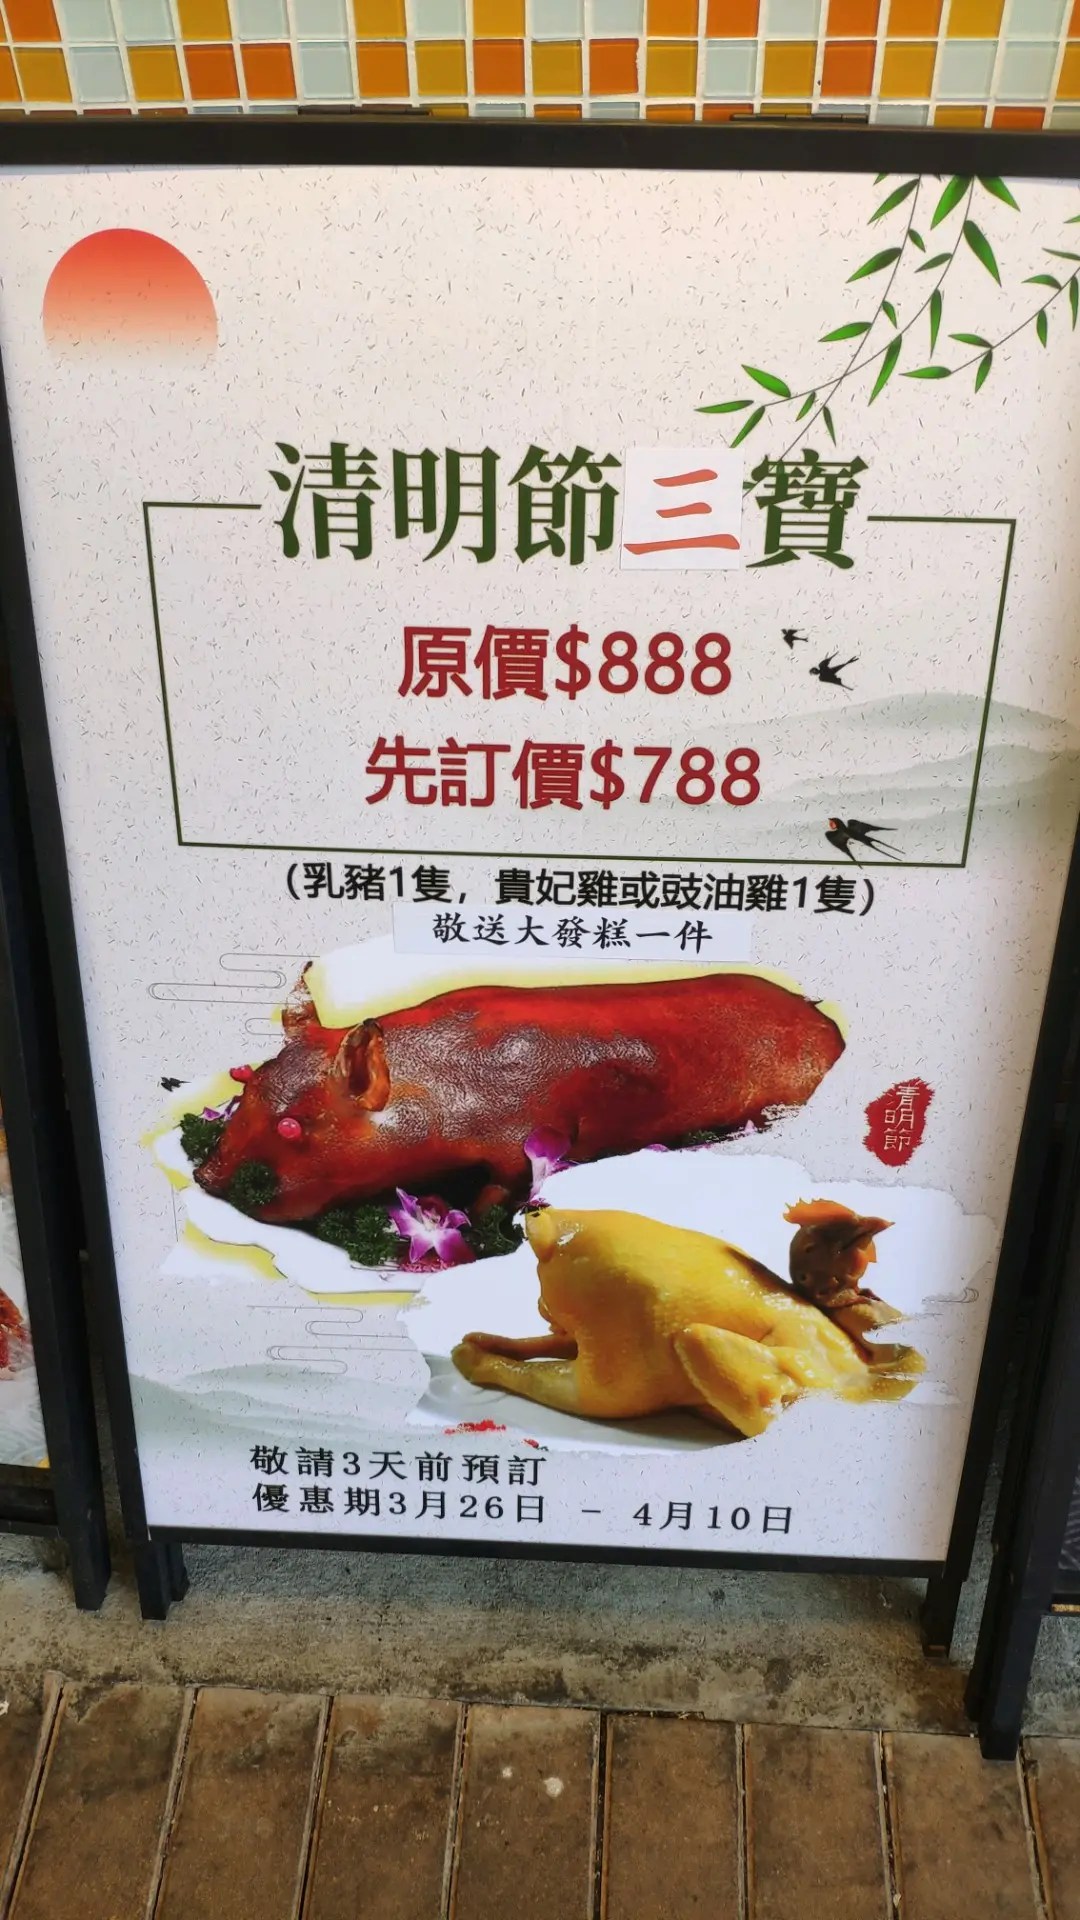 清明節三寶
原價$888
先訂價$788
（乳豬1隻，貴妃雞或豉油雞1隻）
敬送大發糕一件
清明節
敬請3天前預訂
優惠期3月26日 - 4月10日